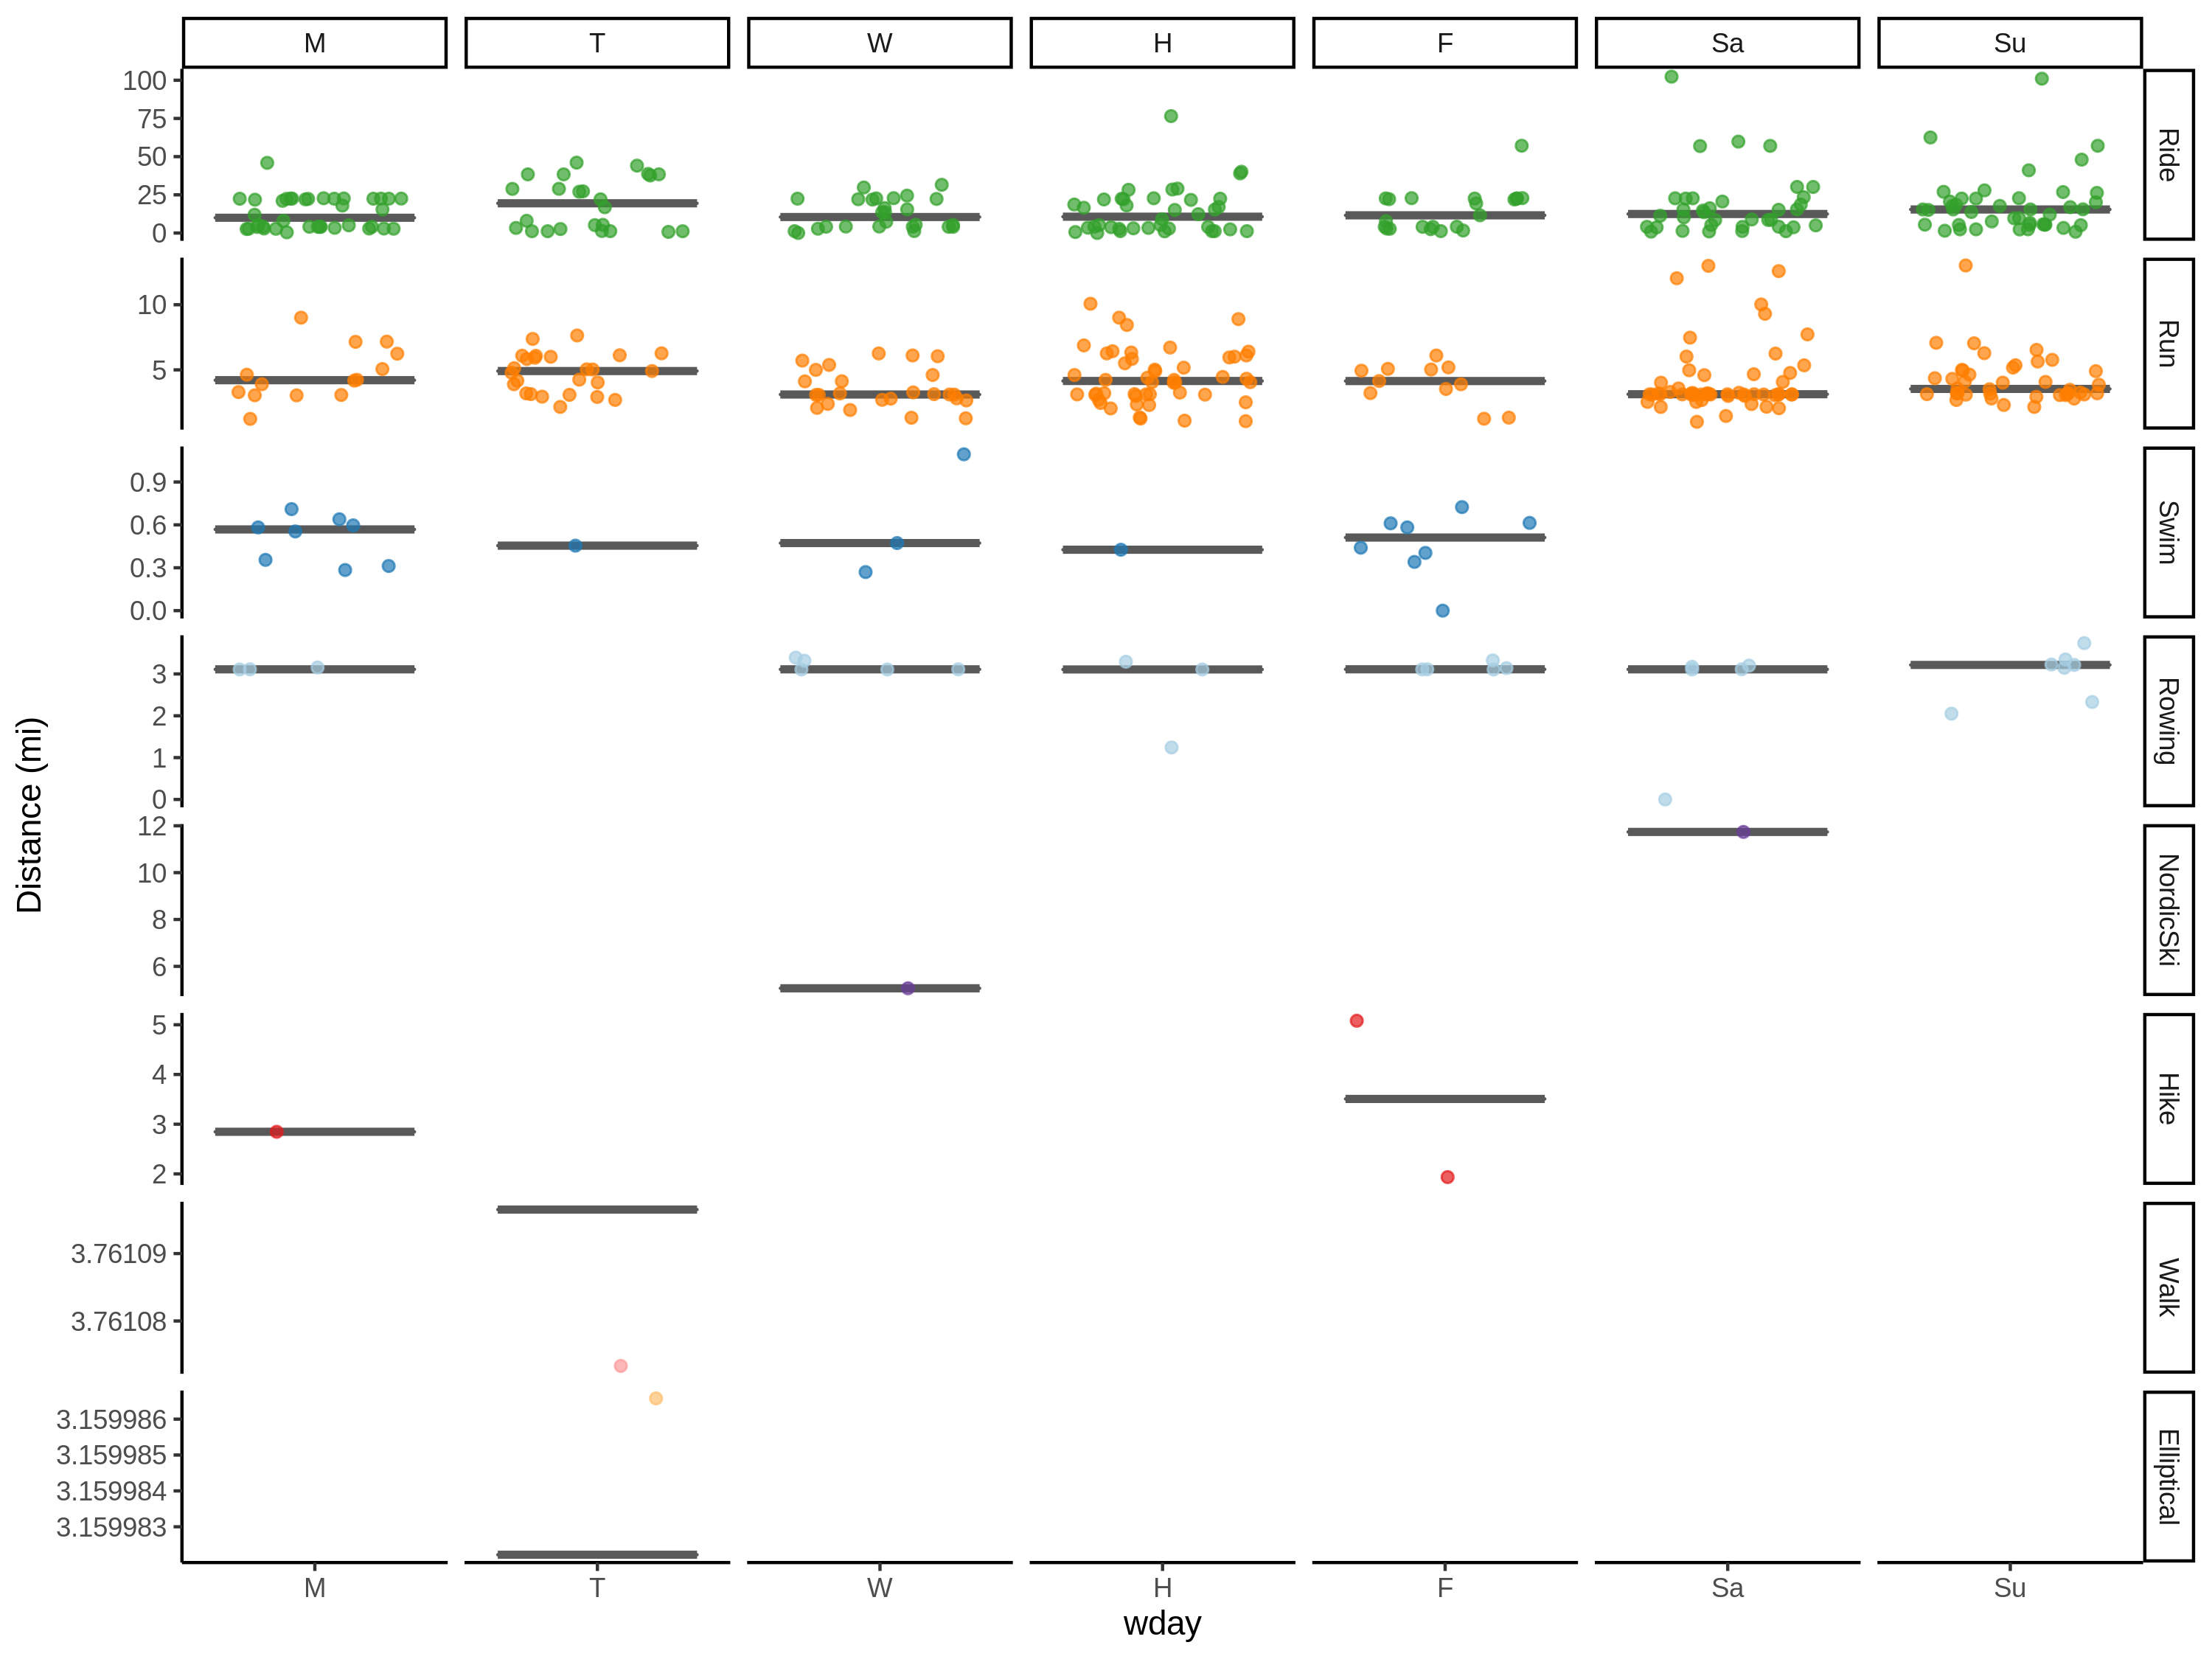 M T W H F Sa Su
100
75
50
25
0
Ride
10
5
Run
0.9
0.6
0.3
0.0
Swim
3
2
1
0
Rowing
12
10
8
6
NordicSki
5
4
3
2
Hike
3.76109
3.76108
Walk
3.159986
3.159985
3.159984
3.159983
Elliptical
Distance (mi)
M T W H F Sa Su
wday